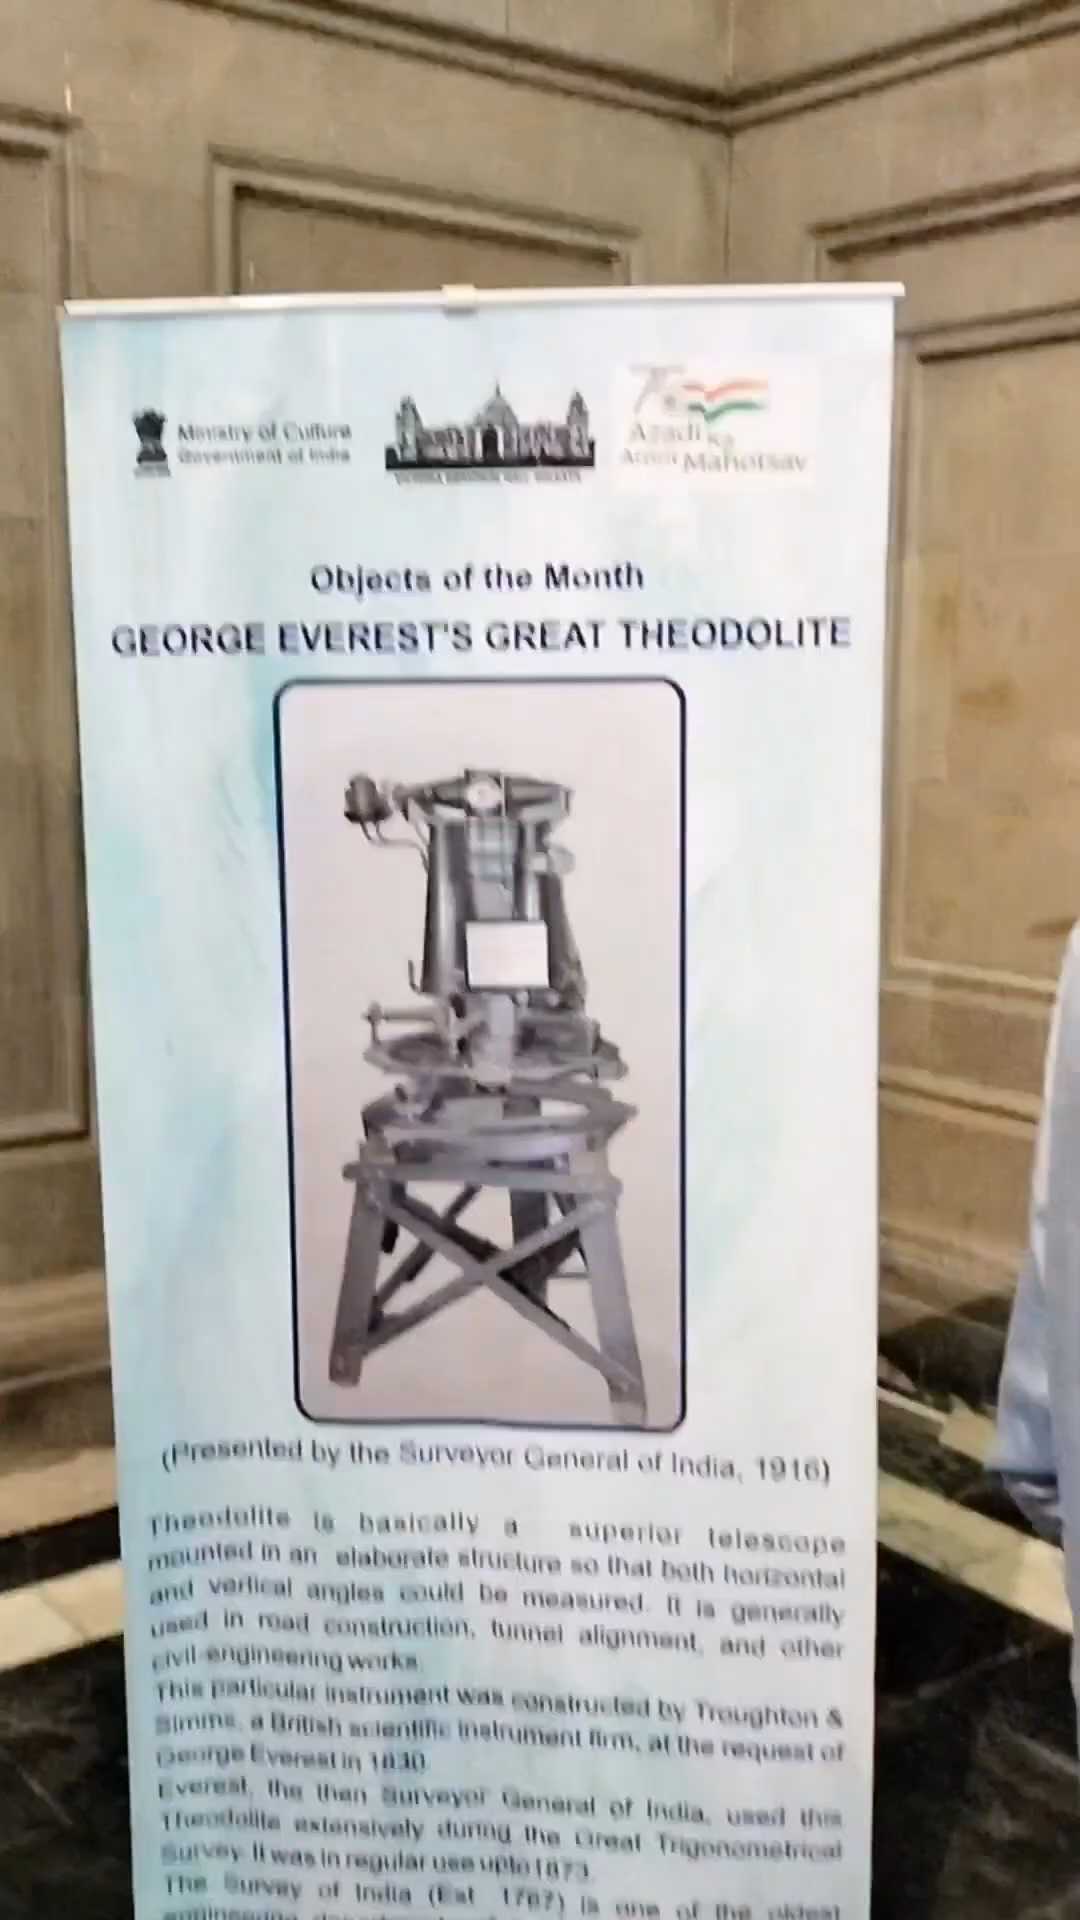 Ministry of Culture
Government of India
Azadi Ka
Amrit Mahotsav
Objects of the Month
GEORGE EVEREST'S GREAT THEODOLITE
(Presented by the Surveyor General of India, 1916)
Theodolite is basically a superior telescope
mounted in an elaborate structure so that both horizontal
and vertical angles could be measured. It is generally
used in road construction, tunnel alignment, and other
civil-engineering works.
This particular instrument was constructed by Troughton &
Simms, a British scientific instrument firm, at the request of
George Everest in 1830.
Everest, the then Surveyor General of India, used this
Theodolite extensively during the Great Trigonometrical
Survey. It was in regular use upto 1873.
The Survey of India (Est. 1767) is one of the oldest
engineering